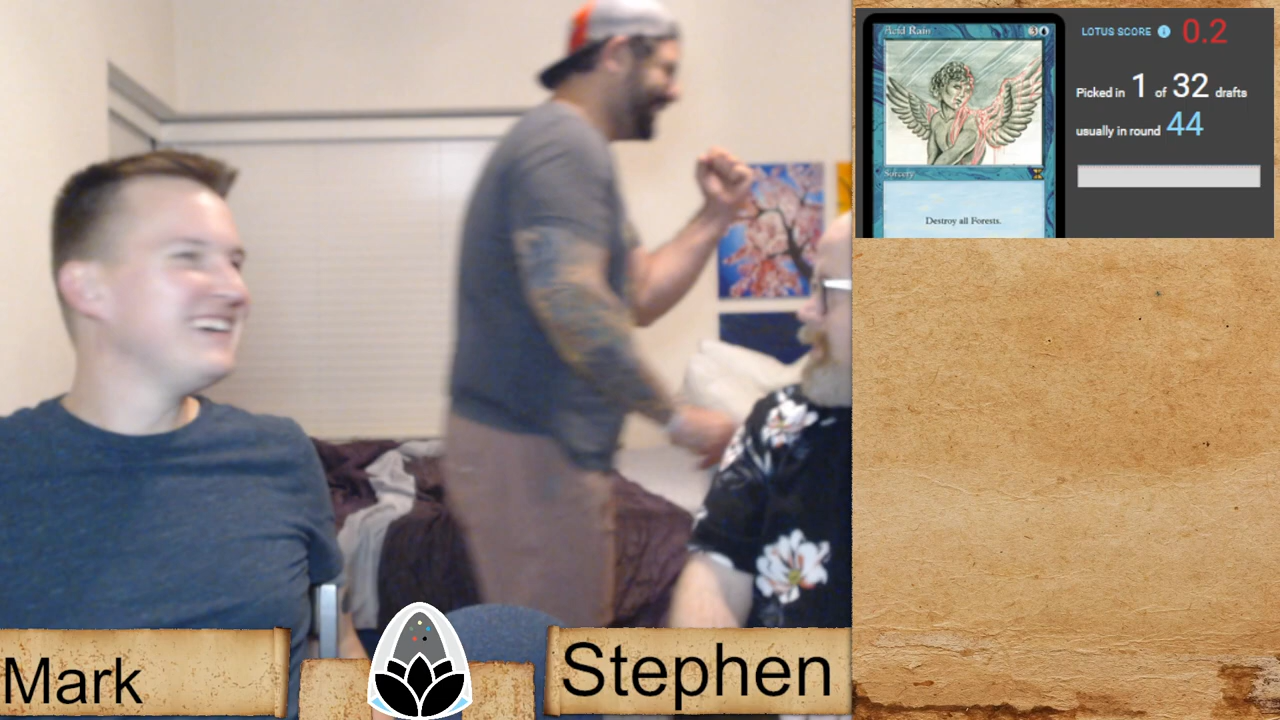 Acid Rain 3
LOTUS SCORE i 0.2
Picked in 1 of 32 drafts
usually in round 44
Sorcery
Destroy all Forests.
Mark
Stephen